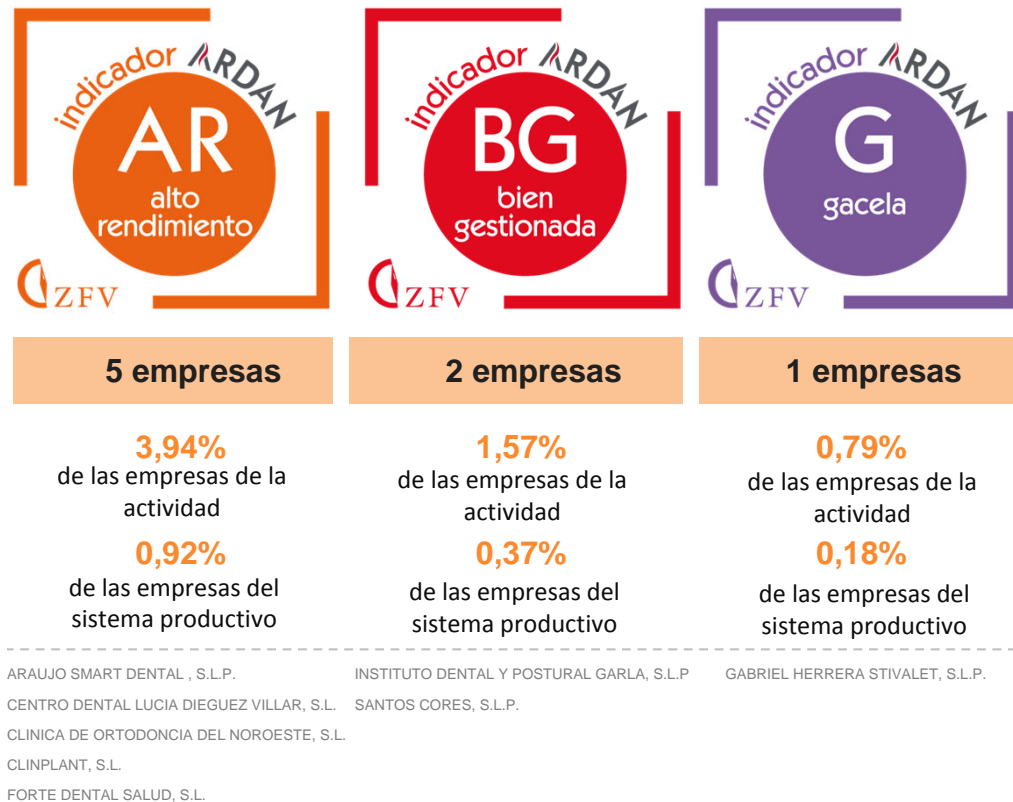 indicador ARDAN
AR
alto
rendimiento
ZFV
indicador ARDAN
BG
bien
gestionada
ZFV
indicador ARDAN
G
gacela
ZFV
5 empresas
2 empresas
1 empresas
3,94%
de las empresas de la
actividad
0,92%
de las empresas del
sistema productivo
1,57%
de las empresas de la
actividad
0,37%
de las empresas del
sistema productivo
0,79%
de las empresas de la
actividad
0,18%
de las empresas del
sistema productivo
ARAUJO SMART DENTAL , S.L.P.
CENTRO DENTAL LUCIA DIEGUEZ VILLAR, S.L.
CLINICA DE ORTODONCIA DEL NOROESTE, S.L.
CLINPLANT, S.L.
FORTE DENTAL SALUD, S.L.
INSTITUTO DENTAL Y POSTURAL GARLA, S.L.P
SANTOS CORES, S.L.P.
GABRIEL HERRERA STIVALET, S.L.P.